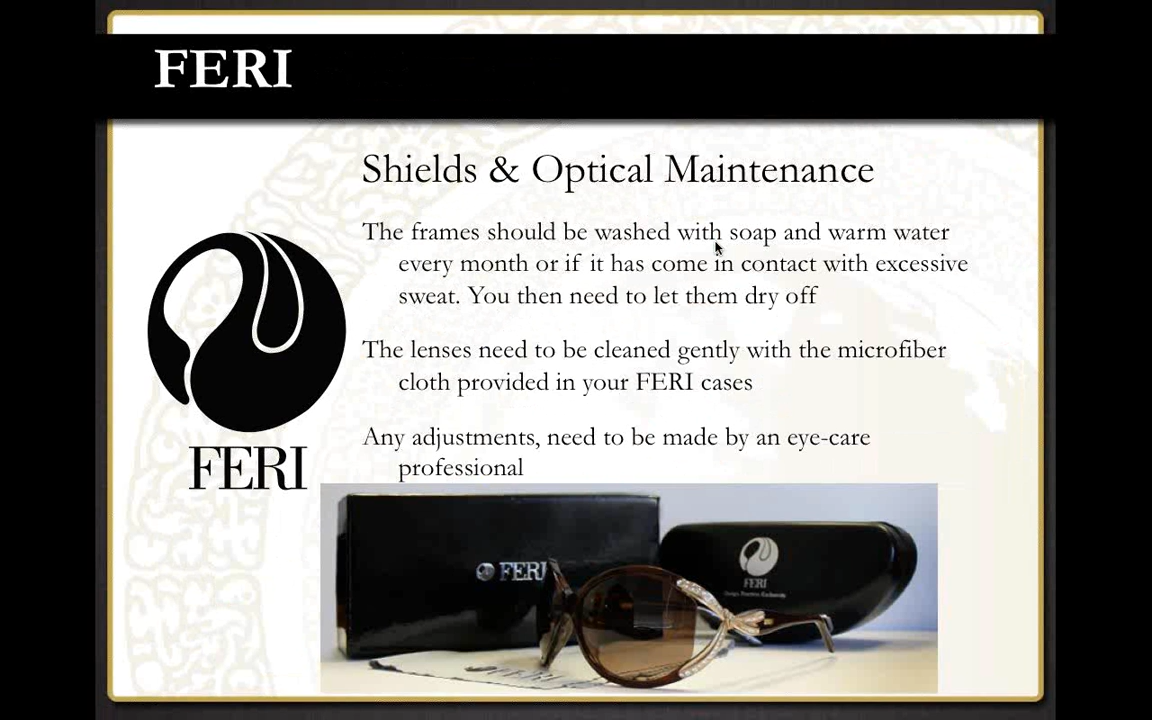 FERI
Shields & Optical Maintenance
The frames should be washed with soap and warm water
every month or if it has come in contact with excessive
sweat. You then need to let them dry off
The lenses need to be cleaned gently with the microfiber
cloth provided in your FERI cases
Any adjustments, need to be made by an eye-care
professional
FERI
FERI
FERI
FERI